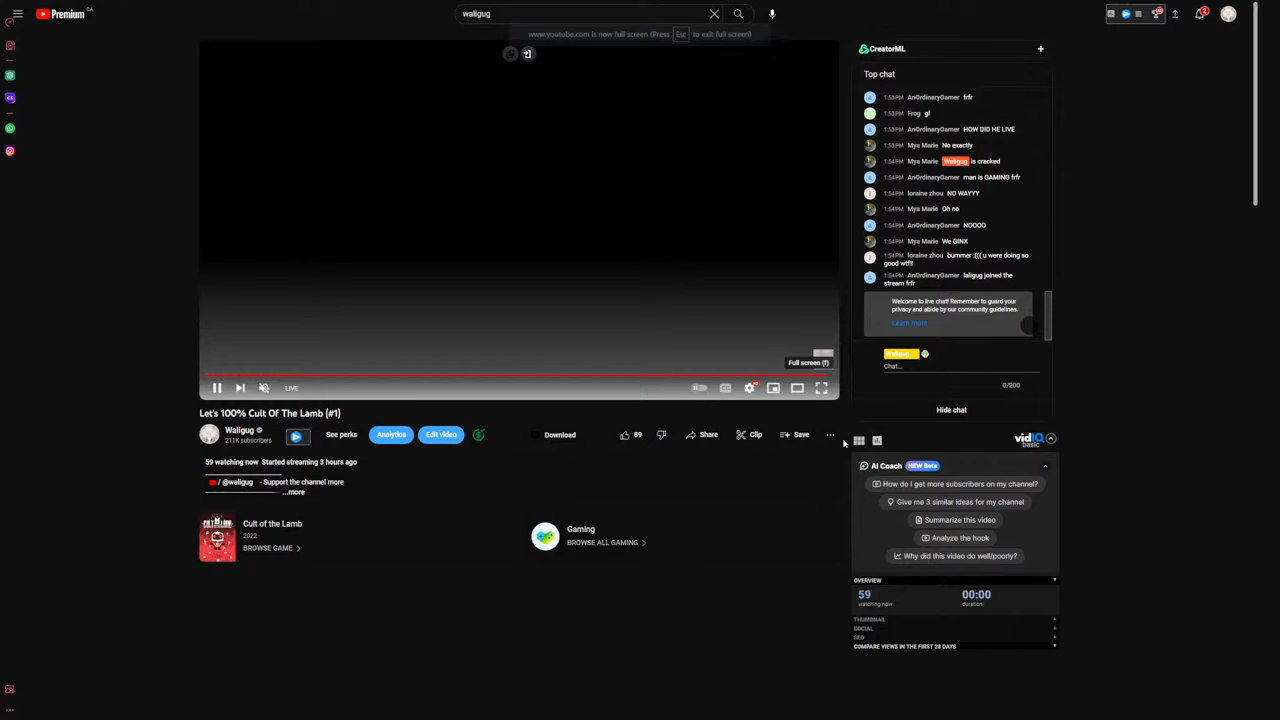 Premium
CA
waligug
2
www.youtube.com is now full screen (Press Esc to exit full screen)
CreatorML
+
Top chat
1:53PM AnOrdinaryGamer frfr
1:53PM Frog gl
1:53PM AnOrdinaryGamer HOW DID HE LIVE
1:53PM Mya Marie No exactly
1:54PM Mya Marie Waligug is cracked
1:54PM AnOrdinaryGamer man is GAMING frfr
1:54PM loraine zhou NO WAYYY
1:54PM Mya Marie Oh no
1:54PM AnOrdinaryGamer NOOOO
1:54PM Mya Marie We GINX
1:54PM loraine zhou bummer :((( u were doing so
good wtf!!
1:54PM AnOrdinaryGamer laligug joined the
stream frfr
Welcome to live chat! Remember to guard your
privacy and abide by our community guidelines.
Learn more
Waligug
Chat...
0/200
Hide chat
Full screen (f)
LIVE
Let's 100% Cult Of The Lamb (#1)
Waligug
211K subscribers
See perks
Analytics
Edit video
Download
89
Share
Clip
Save
59 watching now Started streaming 3 hours ago
/ @waligug - Support the channel more
...more
CULT OF THE LAMB
Cult of the Lamb
2022
BROWSE GAME
Gaming
BROWSE ALL GAMING
vidIQ
basic
AI Coach NEW Beta
How do I get more subscribers on my channel?
Give me 3 similar ideas for my channel
Summarize this video
Analyze the hook
Why did this video do well/poorly?
OVERVIEW
59 00:00
watching now duration
THUMBNAIL
SOCIAL
SEO
COMPARE VIEWS IN THE FIRST 28 DAYS